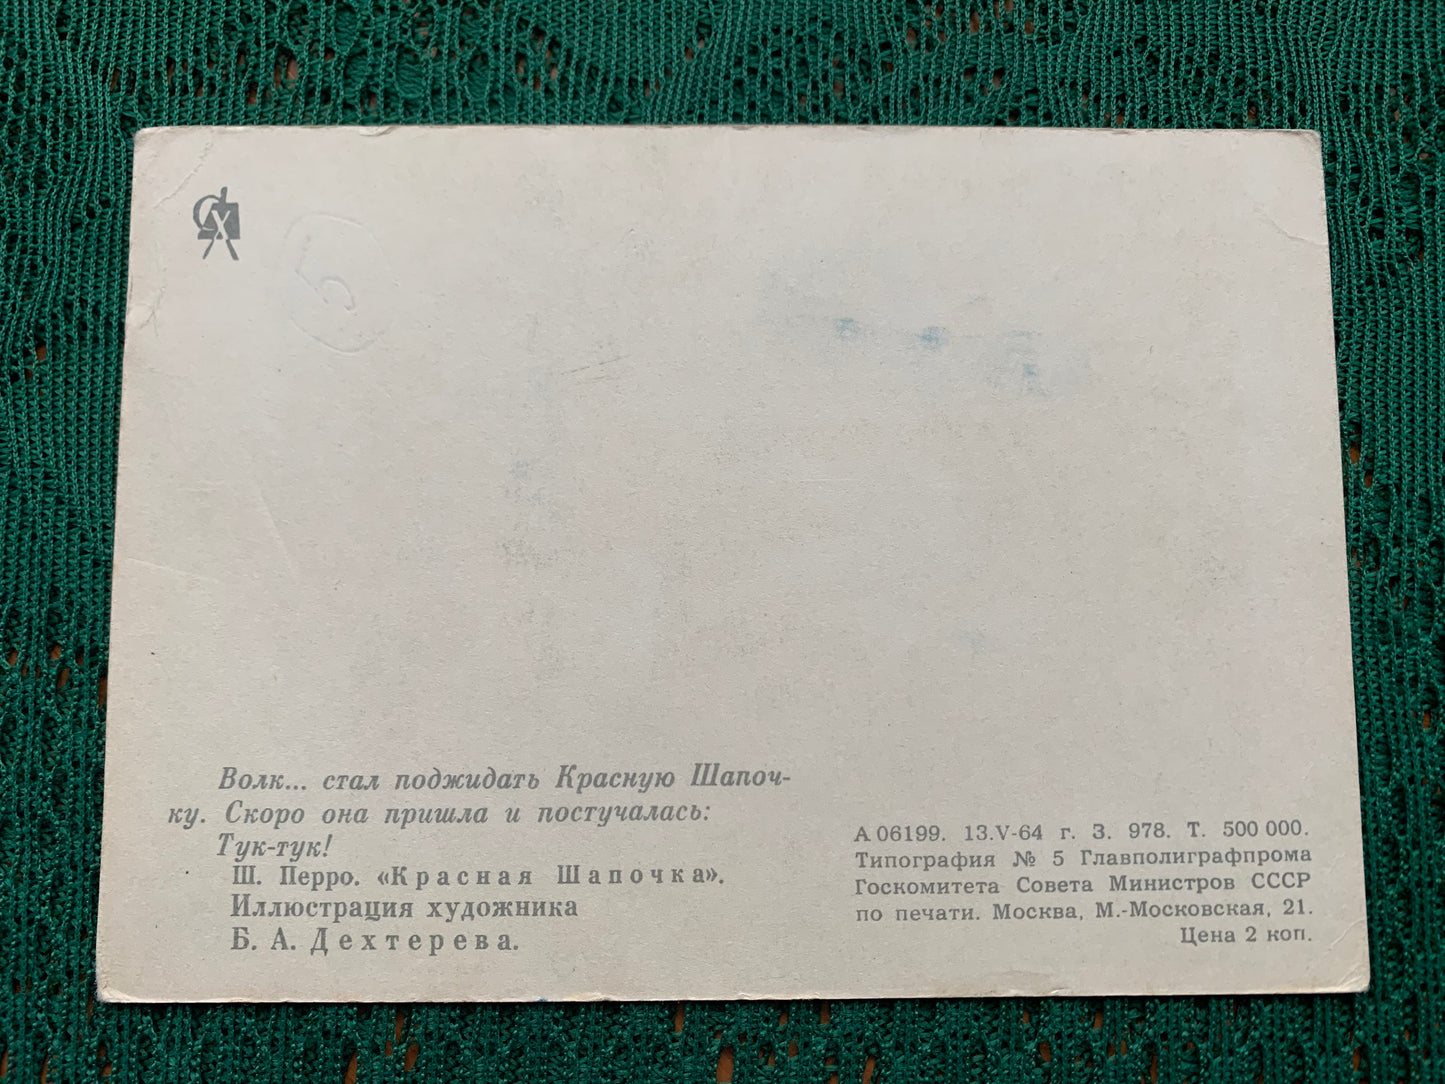 Волк... стал поджидать Красную Шапоч-
ку. Скоро она пришла и постучалась:
Тук-тук!
Ш. Перро. «Красная Шапочка».
Иллюстрация художника
Б. А. Дехтерева.
А 06199. 13.V-64 г. З. 978. Т. 500 000.
Типография № 5 Главполиграфпрома
Госкомитета Совета Министров СССР
по печати. Москва, М.-Московская, 21.
Цена 2 коп.